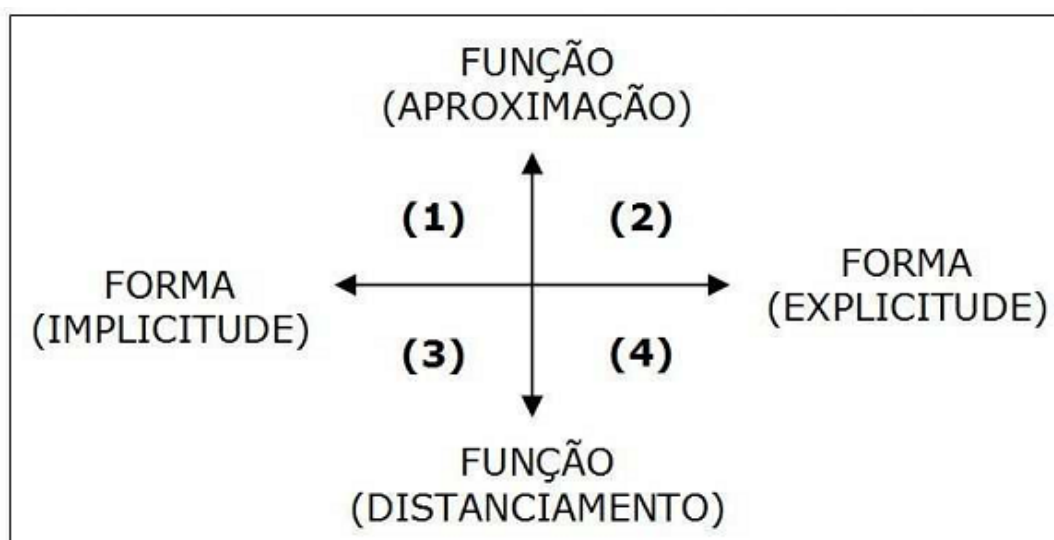 FUNÇÃO
(APROXIMAÇÃO)
(1)
(2)
FORMA
(IMPLICITUDE)
FORMA
(EXPLICITUDE)
(3)
(4)
FUNÇÃO
(DISTANCIAMENTO)